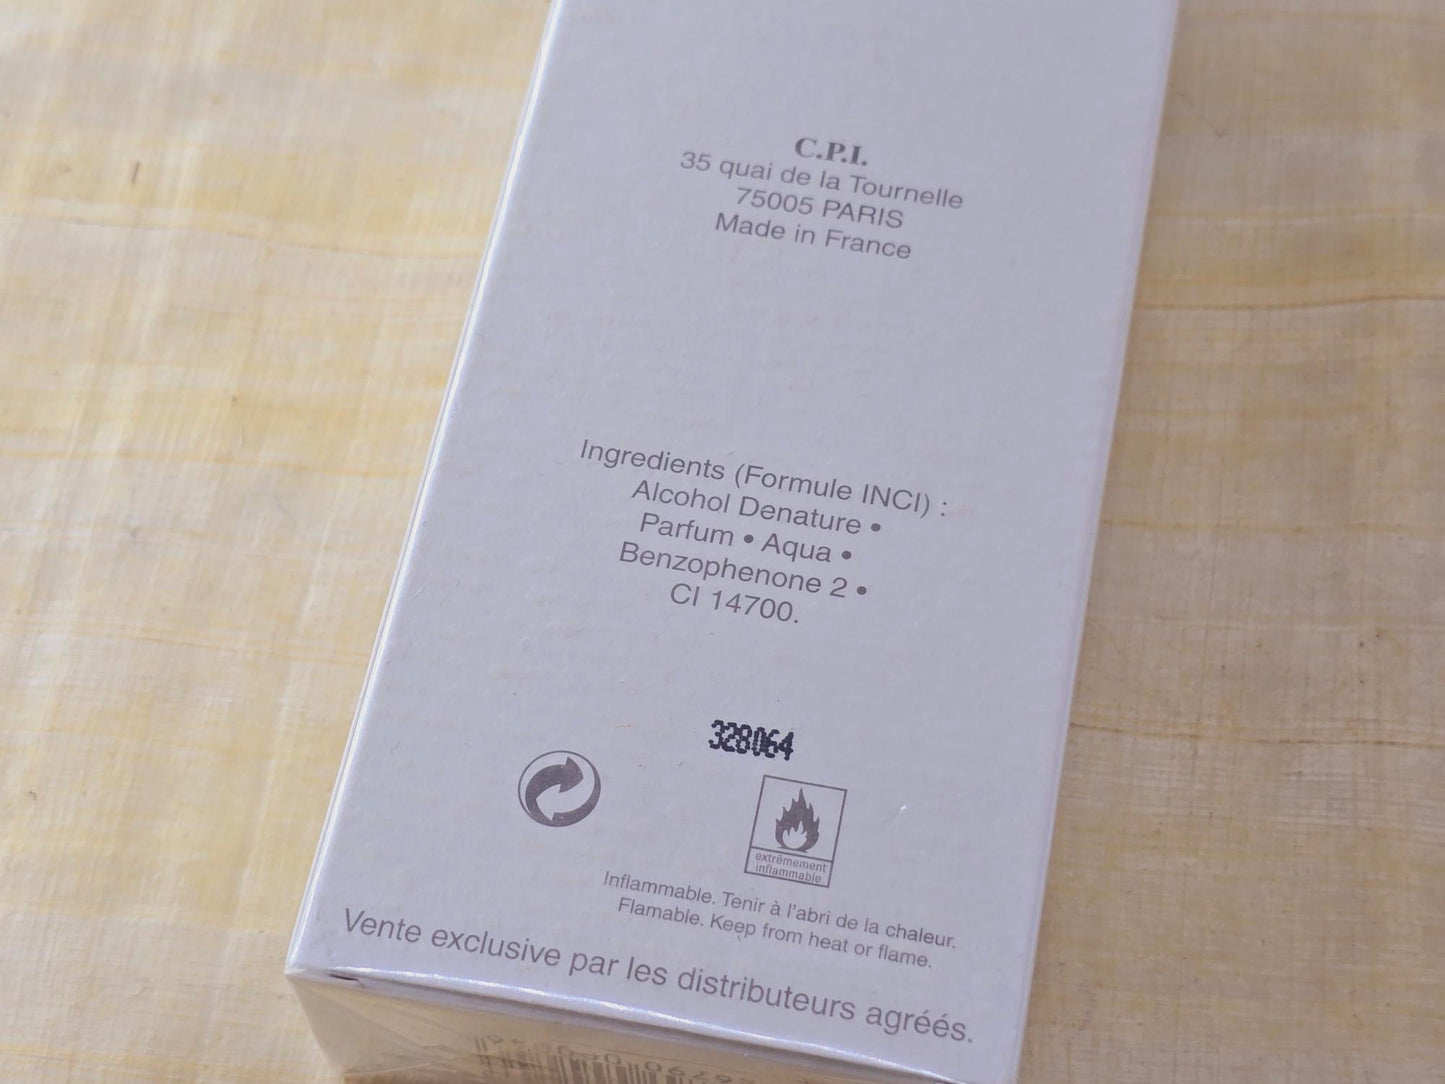 C.P.I.
35 quai de la Tournelle
75005 PARIS
Made in France
Ingredients (Formule INCI) :
Alcohol Denature •
Parfum • Aqua •
Benzophenone 2 •
CI 14700.
328064
extrêmement
inflammable
Inflammable. Tenir à l'abri de la chaleur.
Flamable. Keep from heat or flame.
Vente exclusive par les distributeurs agréés.